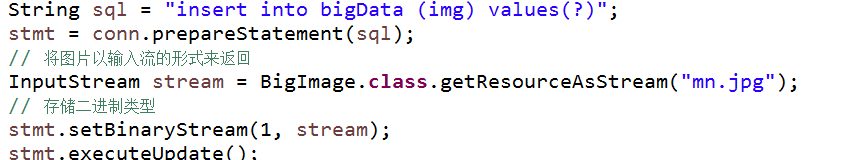 String sql = "insert into bigData (img) values(?)";
stmt = conn.prepareStatement(sql);
// 将图片以输入流的形式来返回
InputStream stream = BigImage.class.getResourceAsStream("mn.jpg");
// 存储二进制类型
stmt.setBinaryStream(1, stream);
stmt.executeUpdate();